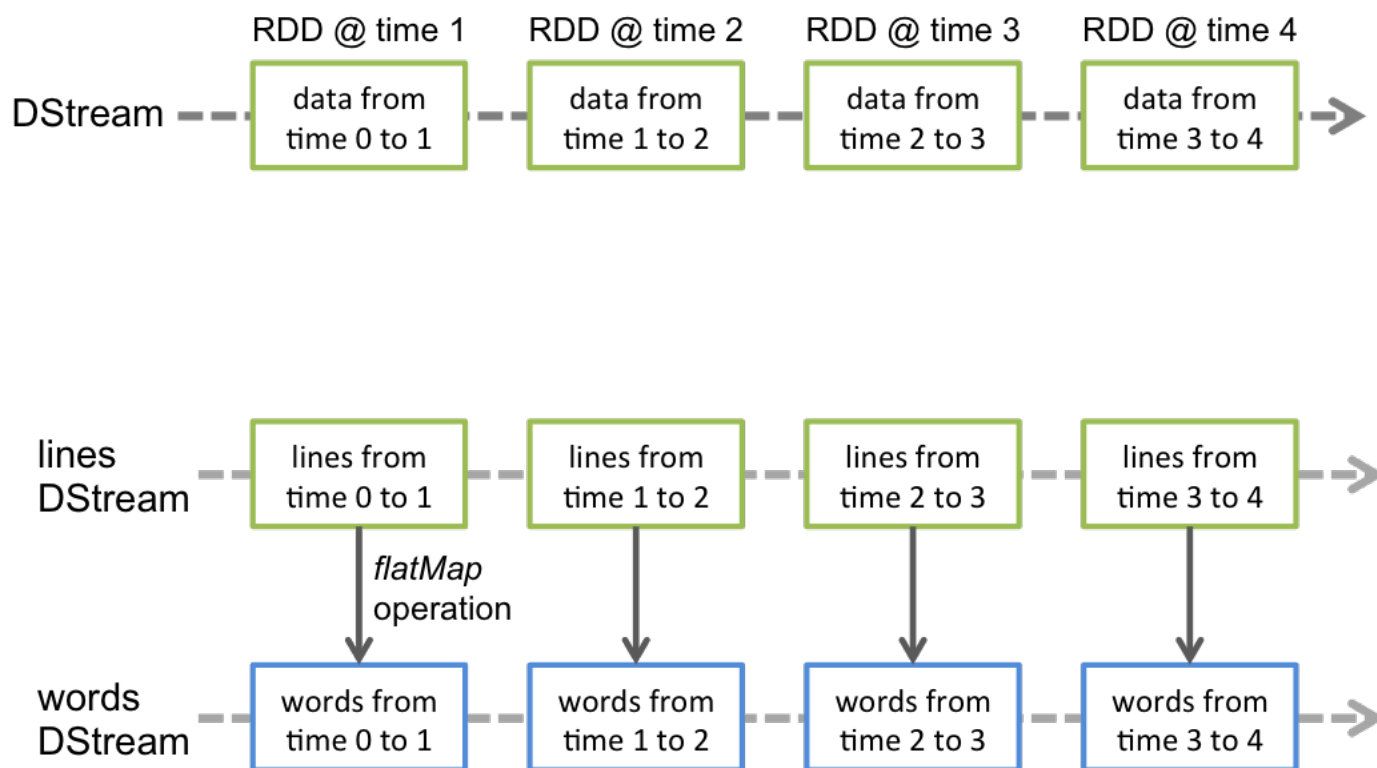 RDD @ time 1 RDD @ time 2 RDD @ time 3 RDD @ time 4
DStream
data from
time 0 to 1
data from
time 1 to 2
data from
time 2 to 3
data from
time 3 to 4
lines
DStream
lines from
time 0 to 1
lines from
time 1 to 2
lines from
time 2 to 3
lines from
time 3 to 4
flatMap
operation
words
DStream
words from
time 0 to 1
words from
time 1 to 2
words from
time 2 to 3
words from
time 3 to 4